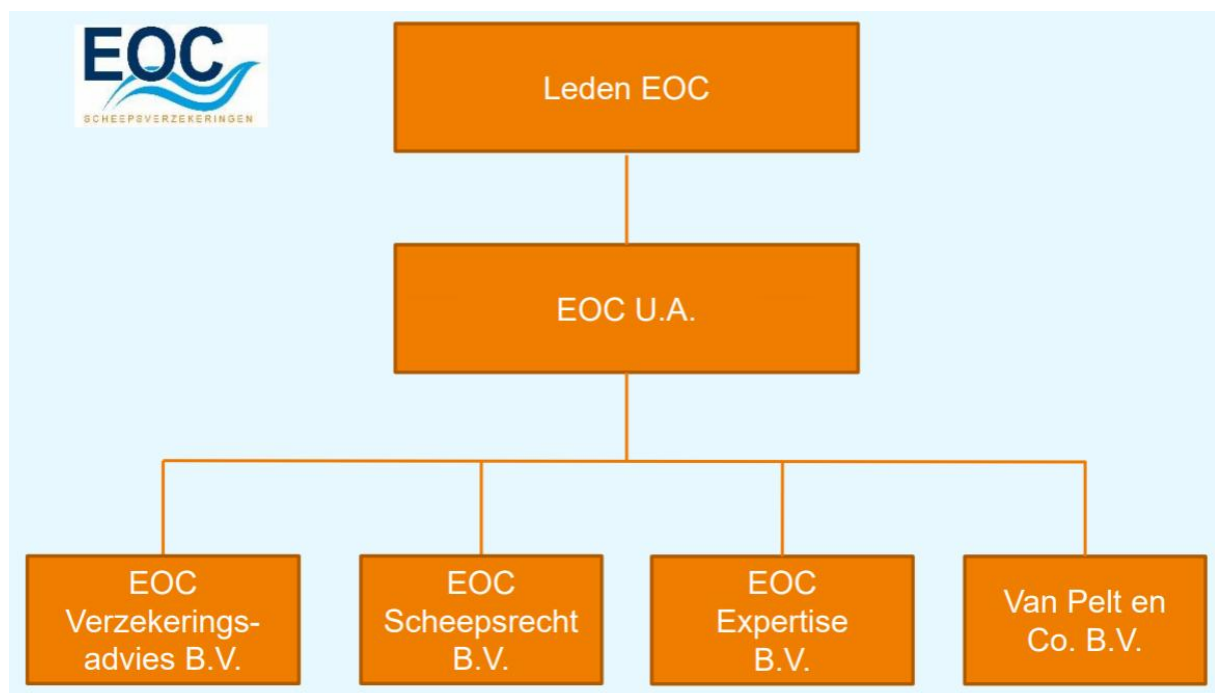 EOC
SCHEEPSVERZEKERINGEN
Leden EOC
EOC U.A.
EOC
Verzekerings-
advies B.V.
EOC
Scheepsrecht
B.V.
EOC
Expertise
B.V.
Van Pelt en
Co. B.V.